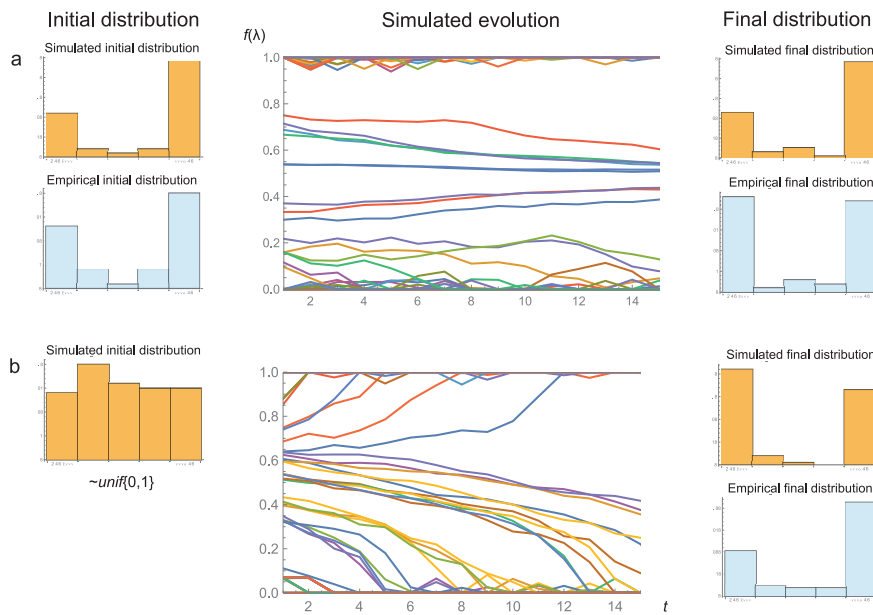 Initial distribution
Simulated evolution
Final distribution
a
Simulated initial distribution
f(λ)
Simulated final distribution
1.0
0.8
0.6
0.4
0.2
0.0
2 4 6 8 10 12 14
Empirical initial distribution
Empirical final distribution
b
Simulated initial distribution
~unif{0,1}
1.0
0.8
0.6
0.4
0.2
0.0
2 4 6 8 10 12 14
t
Simulated final distribution
Empirical final distribution